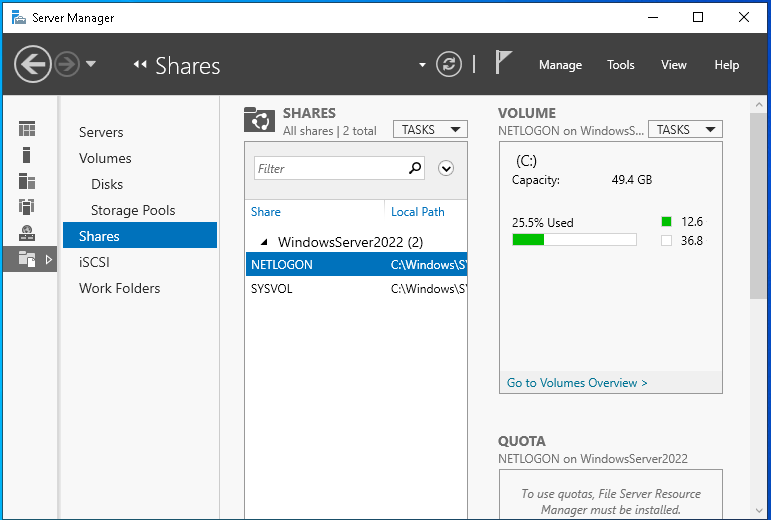 Server Manager
Shares
Manage Tools View Help
Servers
Volumes
Disks
Storage Pools
Shares
iSCSI
Work Folders
SHARES
All shares | 2 total
TASKS
Filter
Share Local Path
WindowsServer2022 (2)
NETLOGON C:\Windows\S
SYSVOL C:\Windows\S
VOLUME
NETLOGON on WindowsS...
TASKS
(C:)
Capacity: 49.4 GB
25.5% Used
12.6
36.8
Go to Volumes Overview >
QUOTA
NETLOGON on WindowsServer2022
To use quotas, File Server Resource
Manager must be installed.